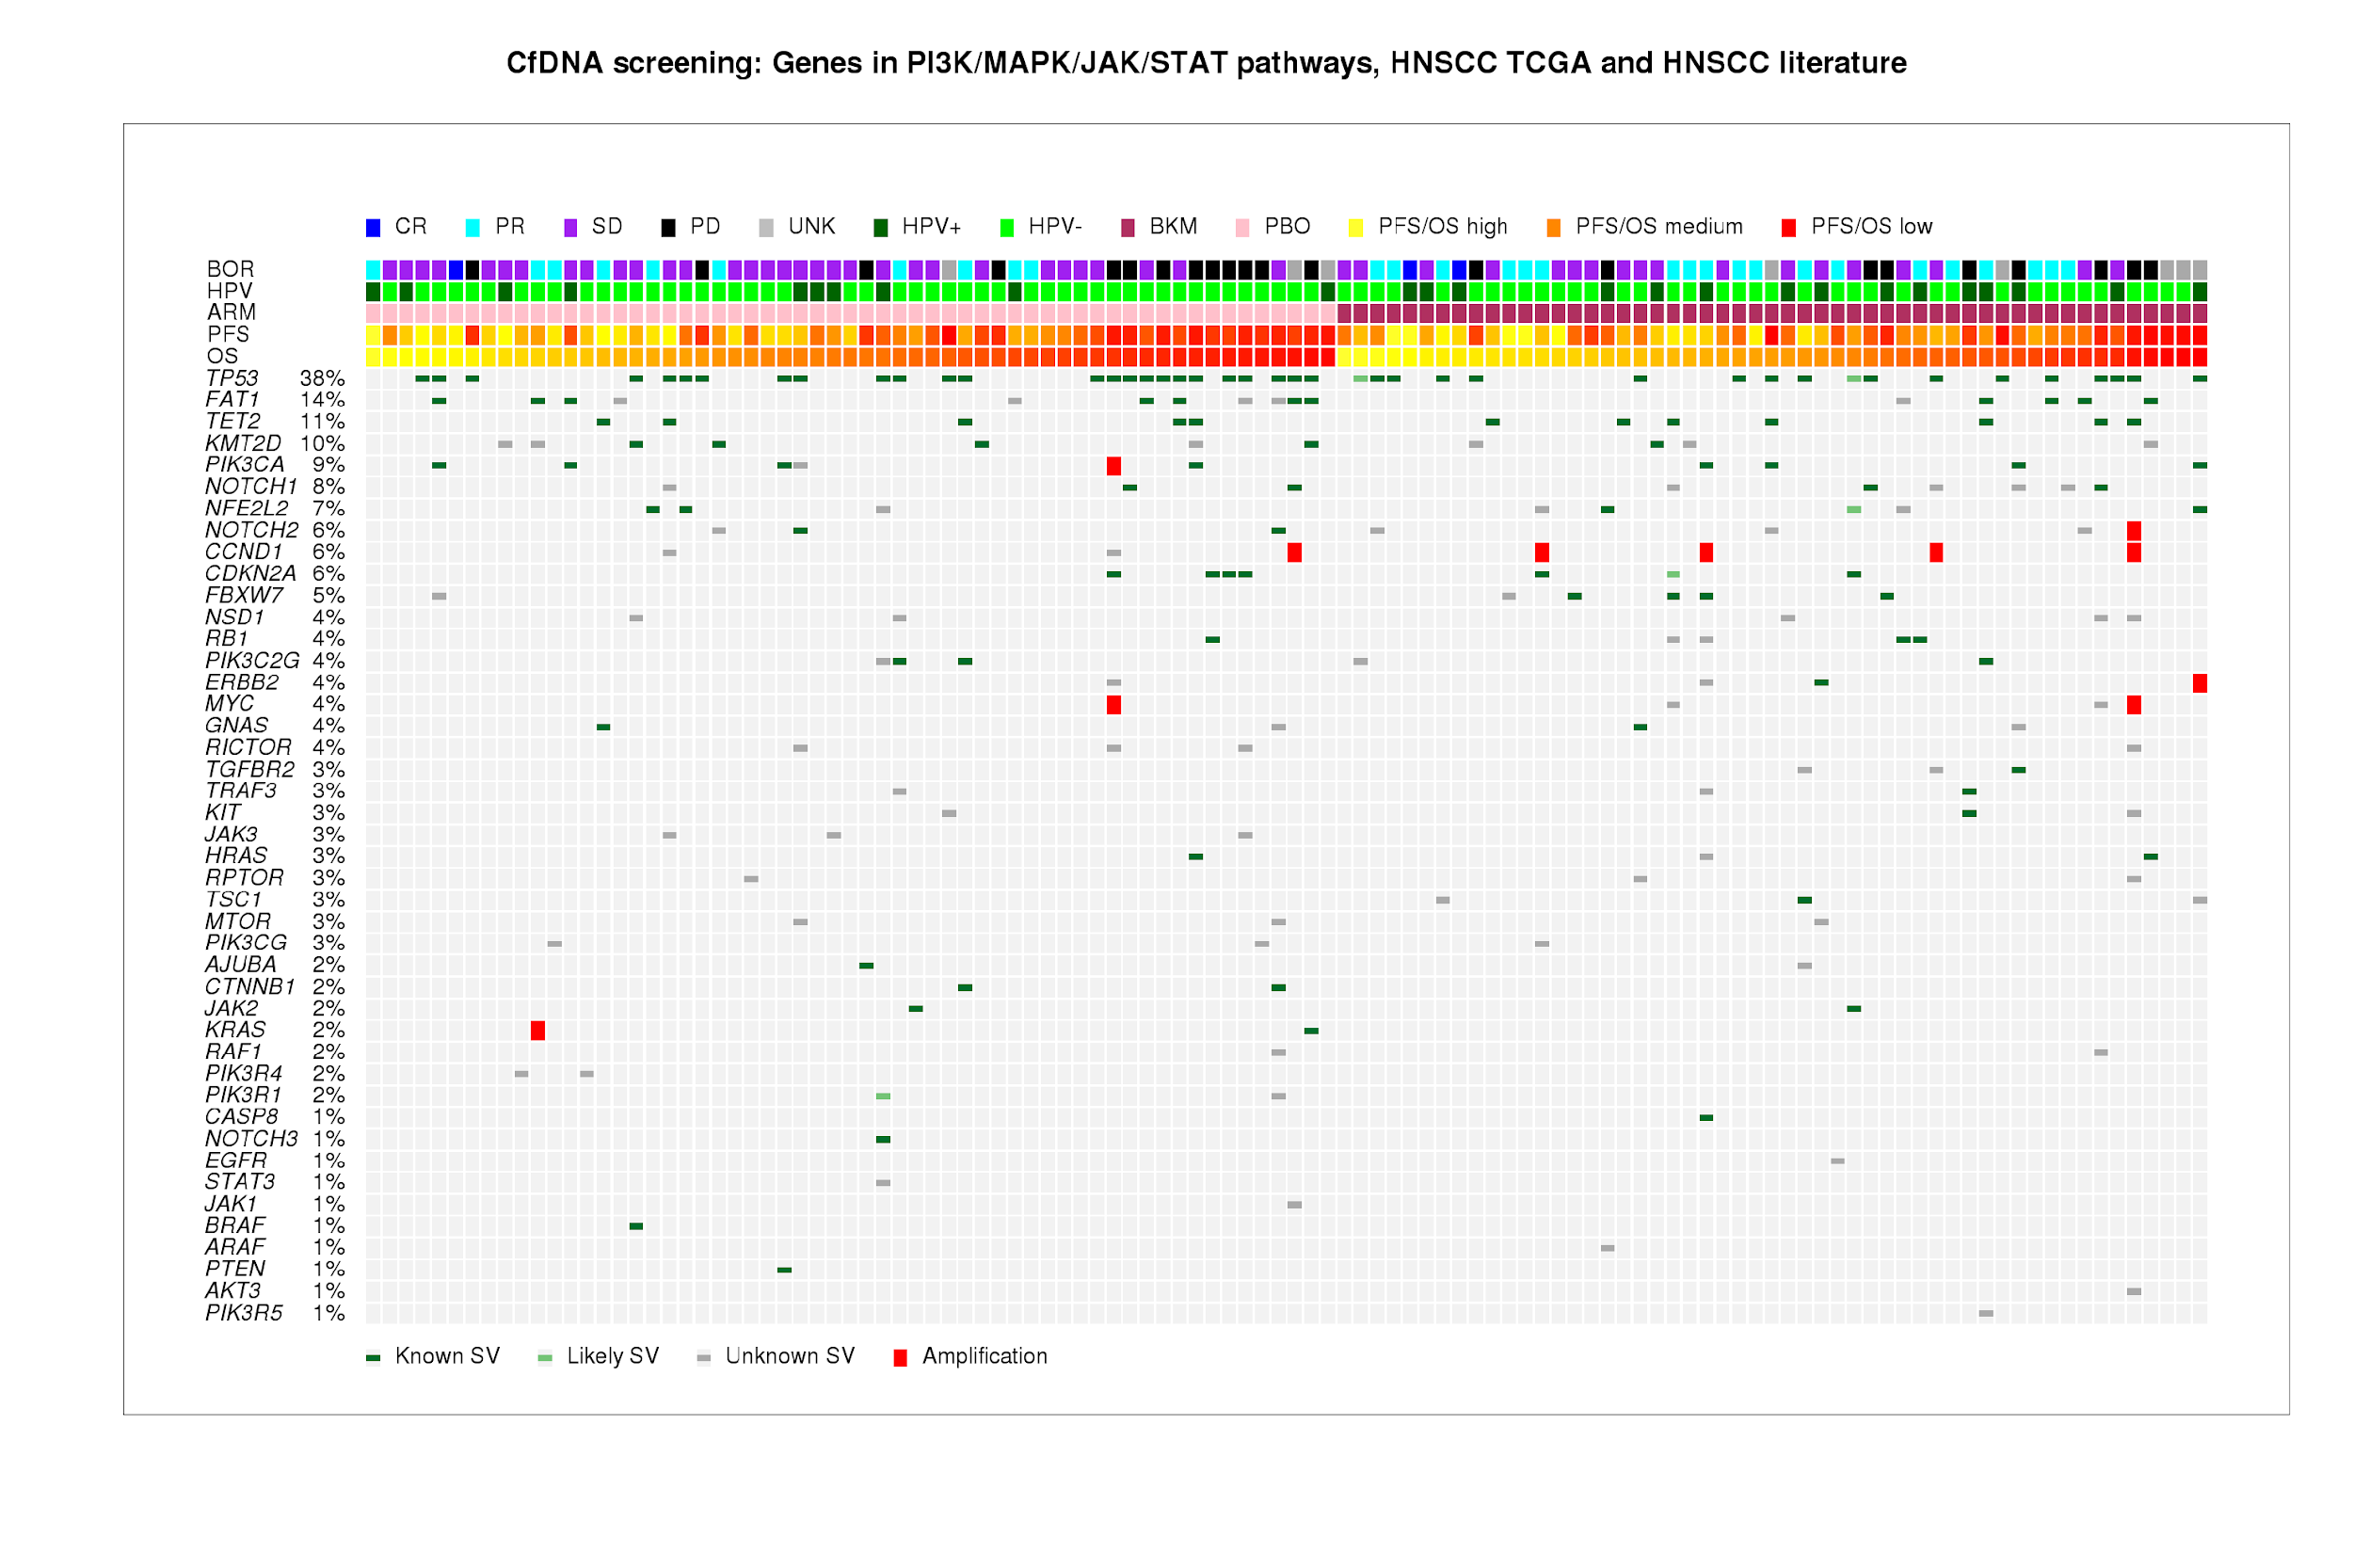 CfDNA screening: Genes in PI3K/MAPK/JAK/STAT pathways, HNSCC TCGA and HNSCC literature
CR PR SD PD UNK HPV+ HPV- BKM PBO PFS/OS high PFS/OS medium PFS/OS low
BOR
HPV
ARM
PFS
OS
TP53 38%
FAT1 14%
TET2 11%
KMT2D 10%
PIK3CA 9%
NOTCH1 8%
NFE2L2 7%
NOTCH2 6%
CCND1 6%
CDKN2A 6%
FBXW7 5%
NSD1 4%
RB1 4%
PIK3C2G 4%
ERBB2 4%
MYC 4%
GNAS 4%
RICTOR 4%
TGFBR2 3%
TRAF3 3%
KIT 3%
JAK3 3%
HRAS 3%
RPTOR 3%
TSC1 3%
MTOR 3%
PIK3CG 3%
AJUBA 2%
CTNNB1 2%
JAK2 2%
KRAS 2%
RAF1 2%
PIK3R4 2%
PIK3R1 2%
CASP8 1%
NOTCH3 1%
EGFR 1%
STAT3 1%
JAK1 1%
BRAF 1%
ARAF 1%
PTEN 1%
AKT3 1%
PIK3R5 1%
Known SV Likely SV Unknown SV Amplification